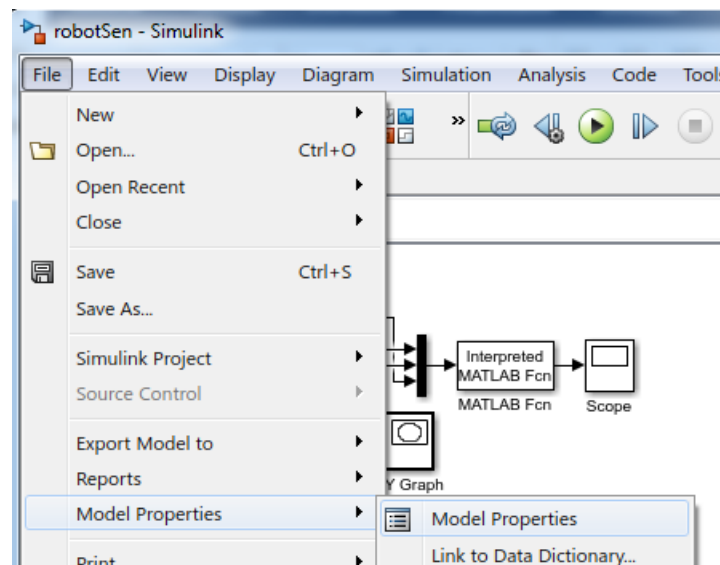 robotSen - Simulink
File Edit View Display Diagram Simulation Analysis Code Tools
New
Open... Ctrl+O
Open Recent
Close
Save Ctrl+S
Save As...
Simulink Project
Source Control
Export Model to
Reports
Model Properties
Print
Interpreted
MATLAB Fcn
MATLAB Fcn
Scope
Y Graph
Model Properties
Link to Data Dictionary...